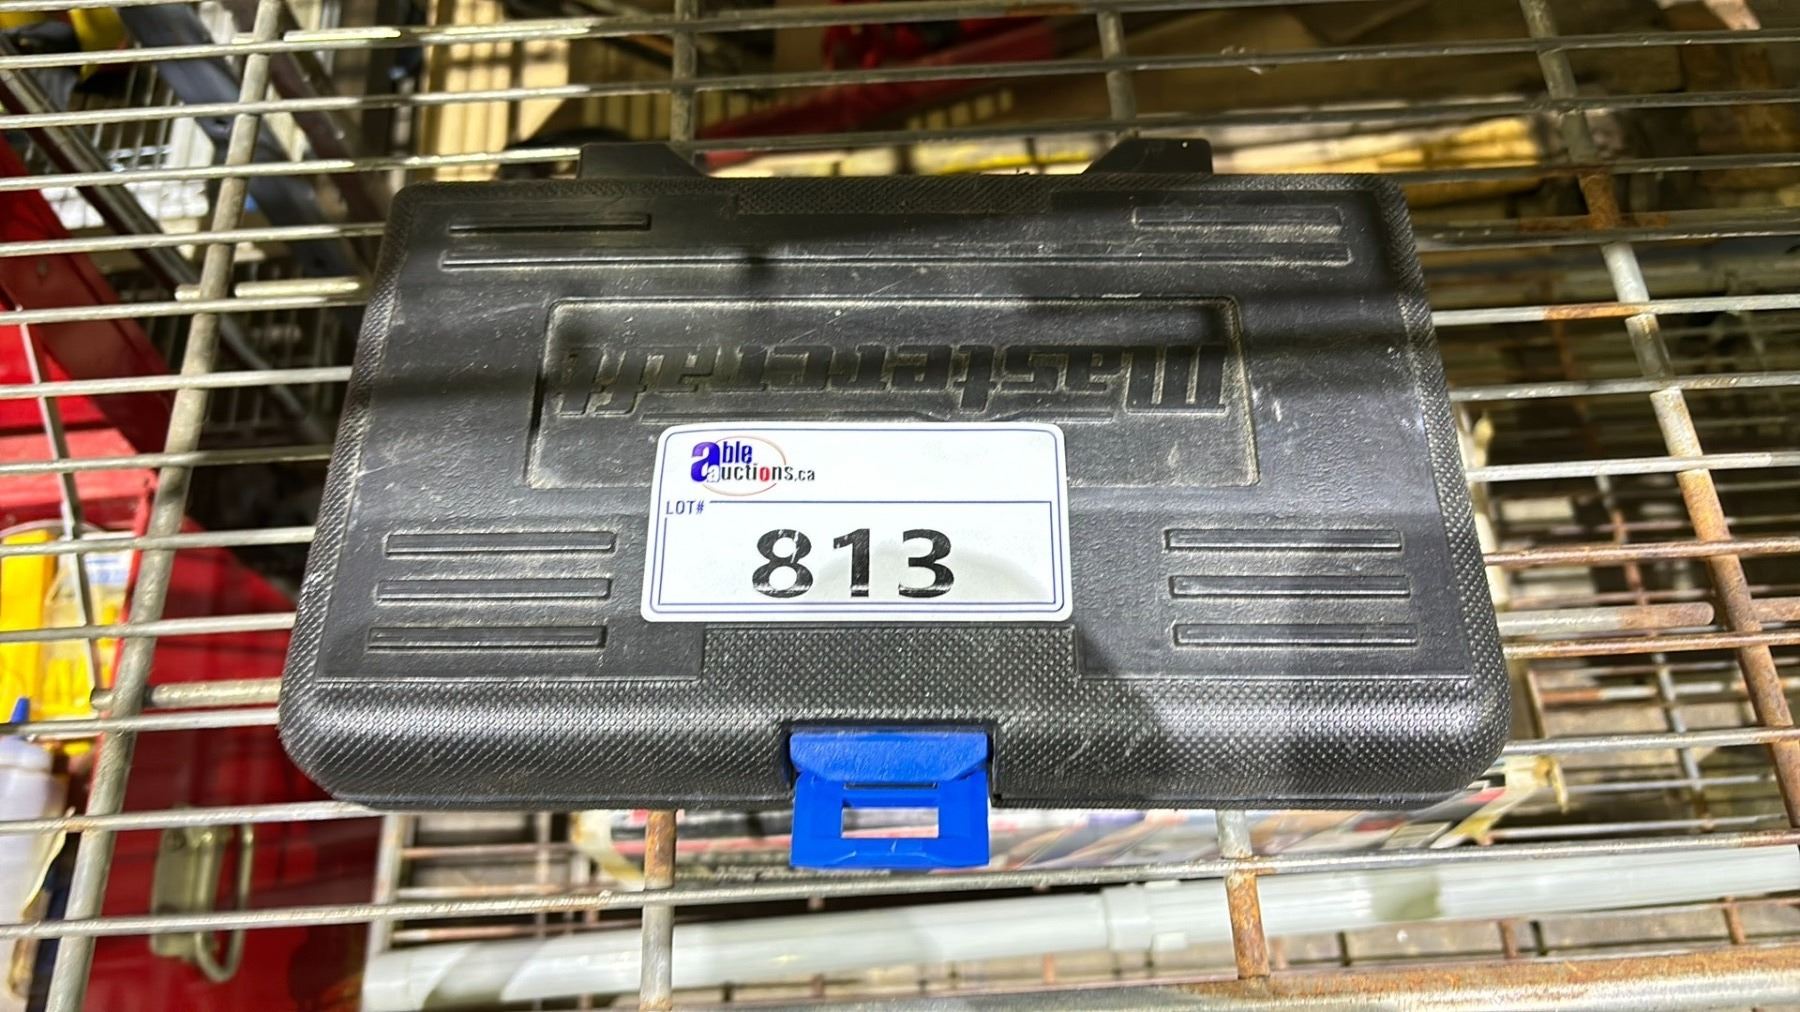 Mastercraft
able
auctions.ca
LOT#
813